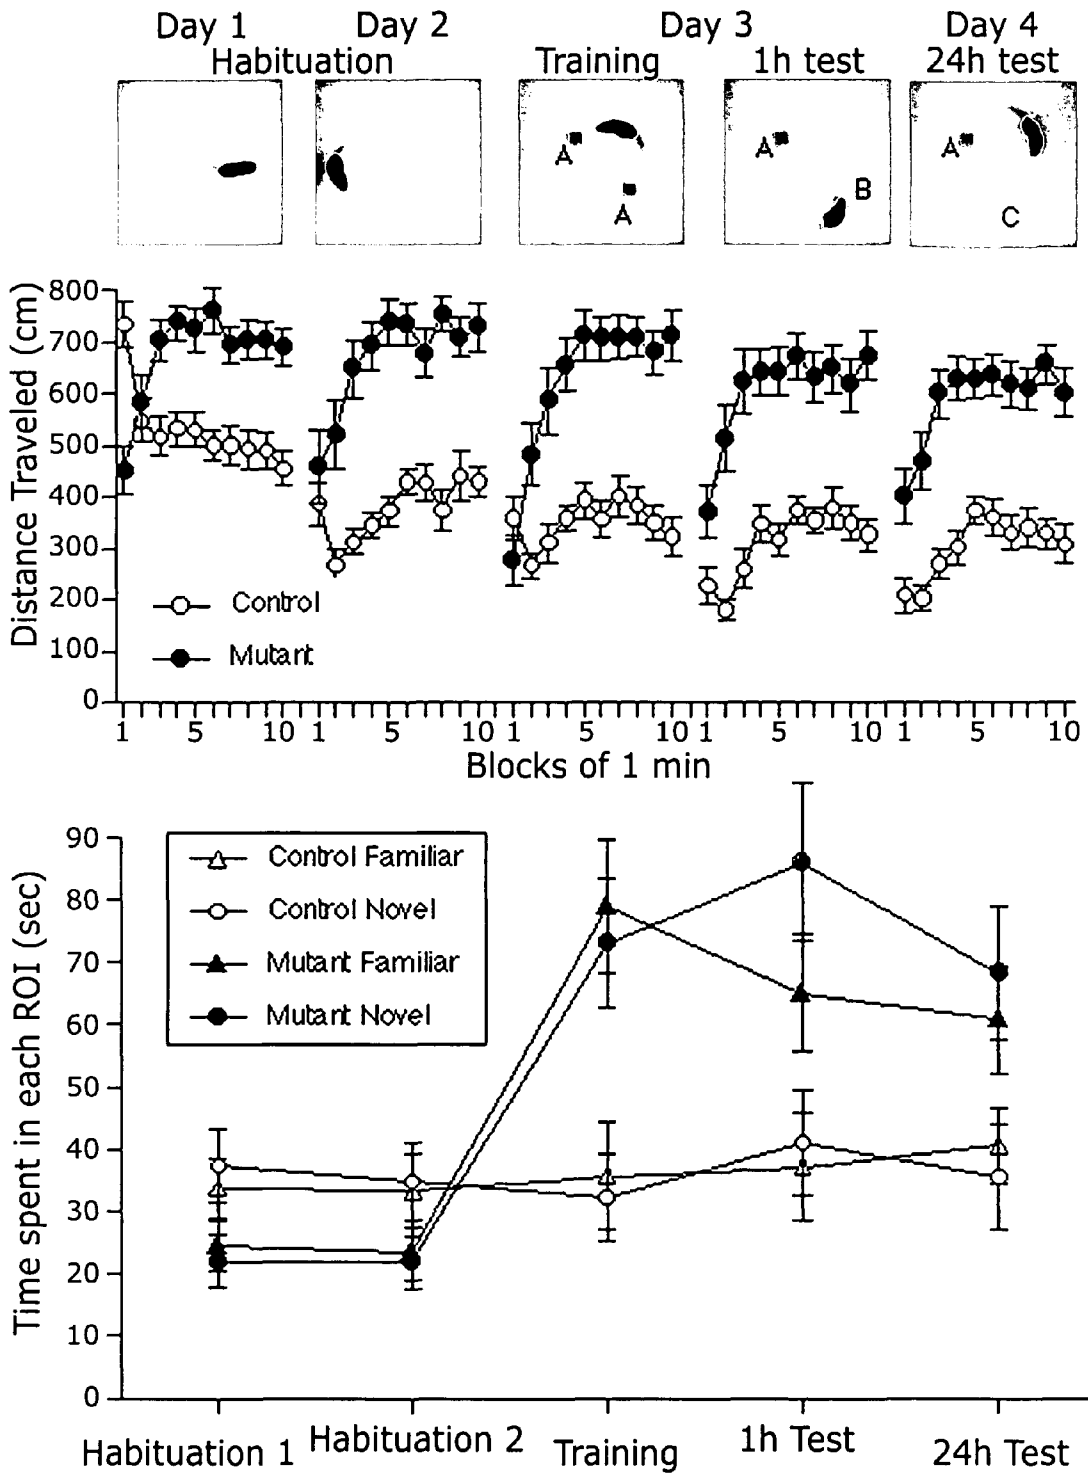 Day 1 Day 2 Day 3 Day 4
Habituation Training 1h test 24h test
A A A B A C
Distance Traveled (cm)
800
700
600
500
400
300
200
100
0
Control
Mutant
1 5 10 1 5 10 1 5 10 1 5 10 1 5 10
Blocks of 1 min
Time spent in each ROI (sec)
90
80
70
60
50
40
30
20
10
0
Control Familiar
Control Novel
Mutant Familiar
Mutant Novel
Habituation 1 Habituation 2 Training 1h Test 24h Test